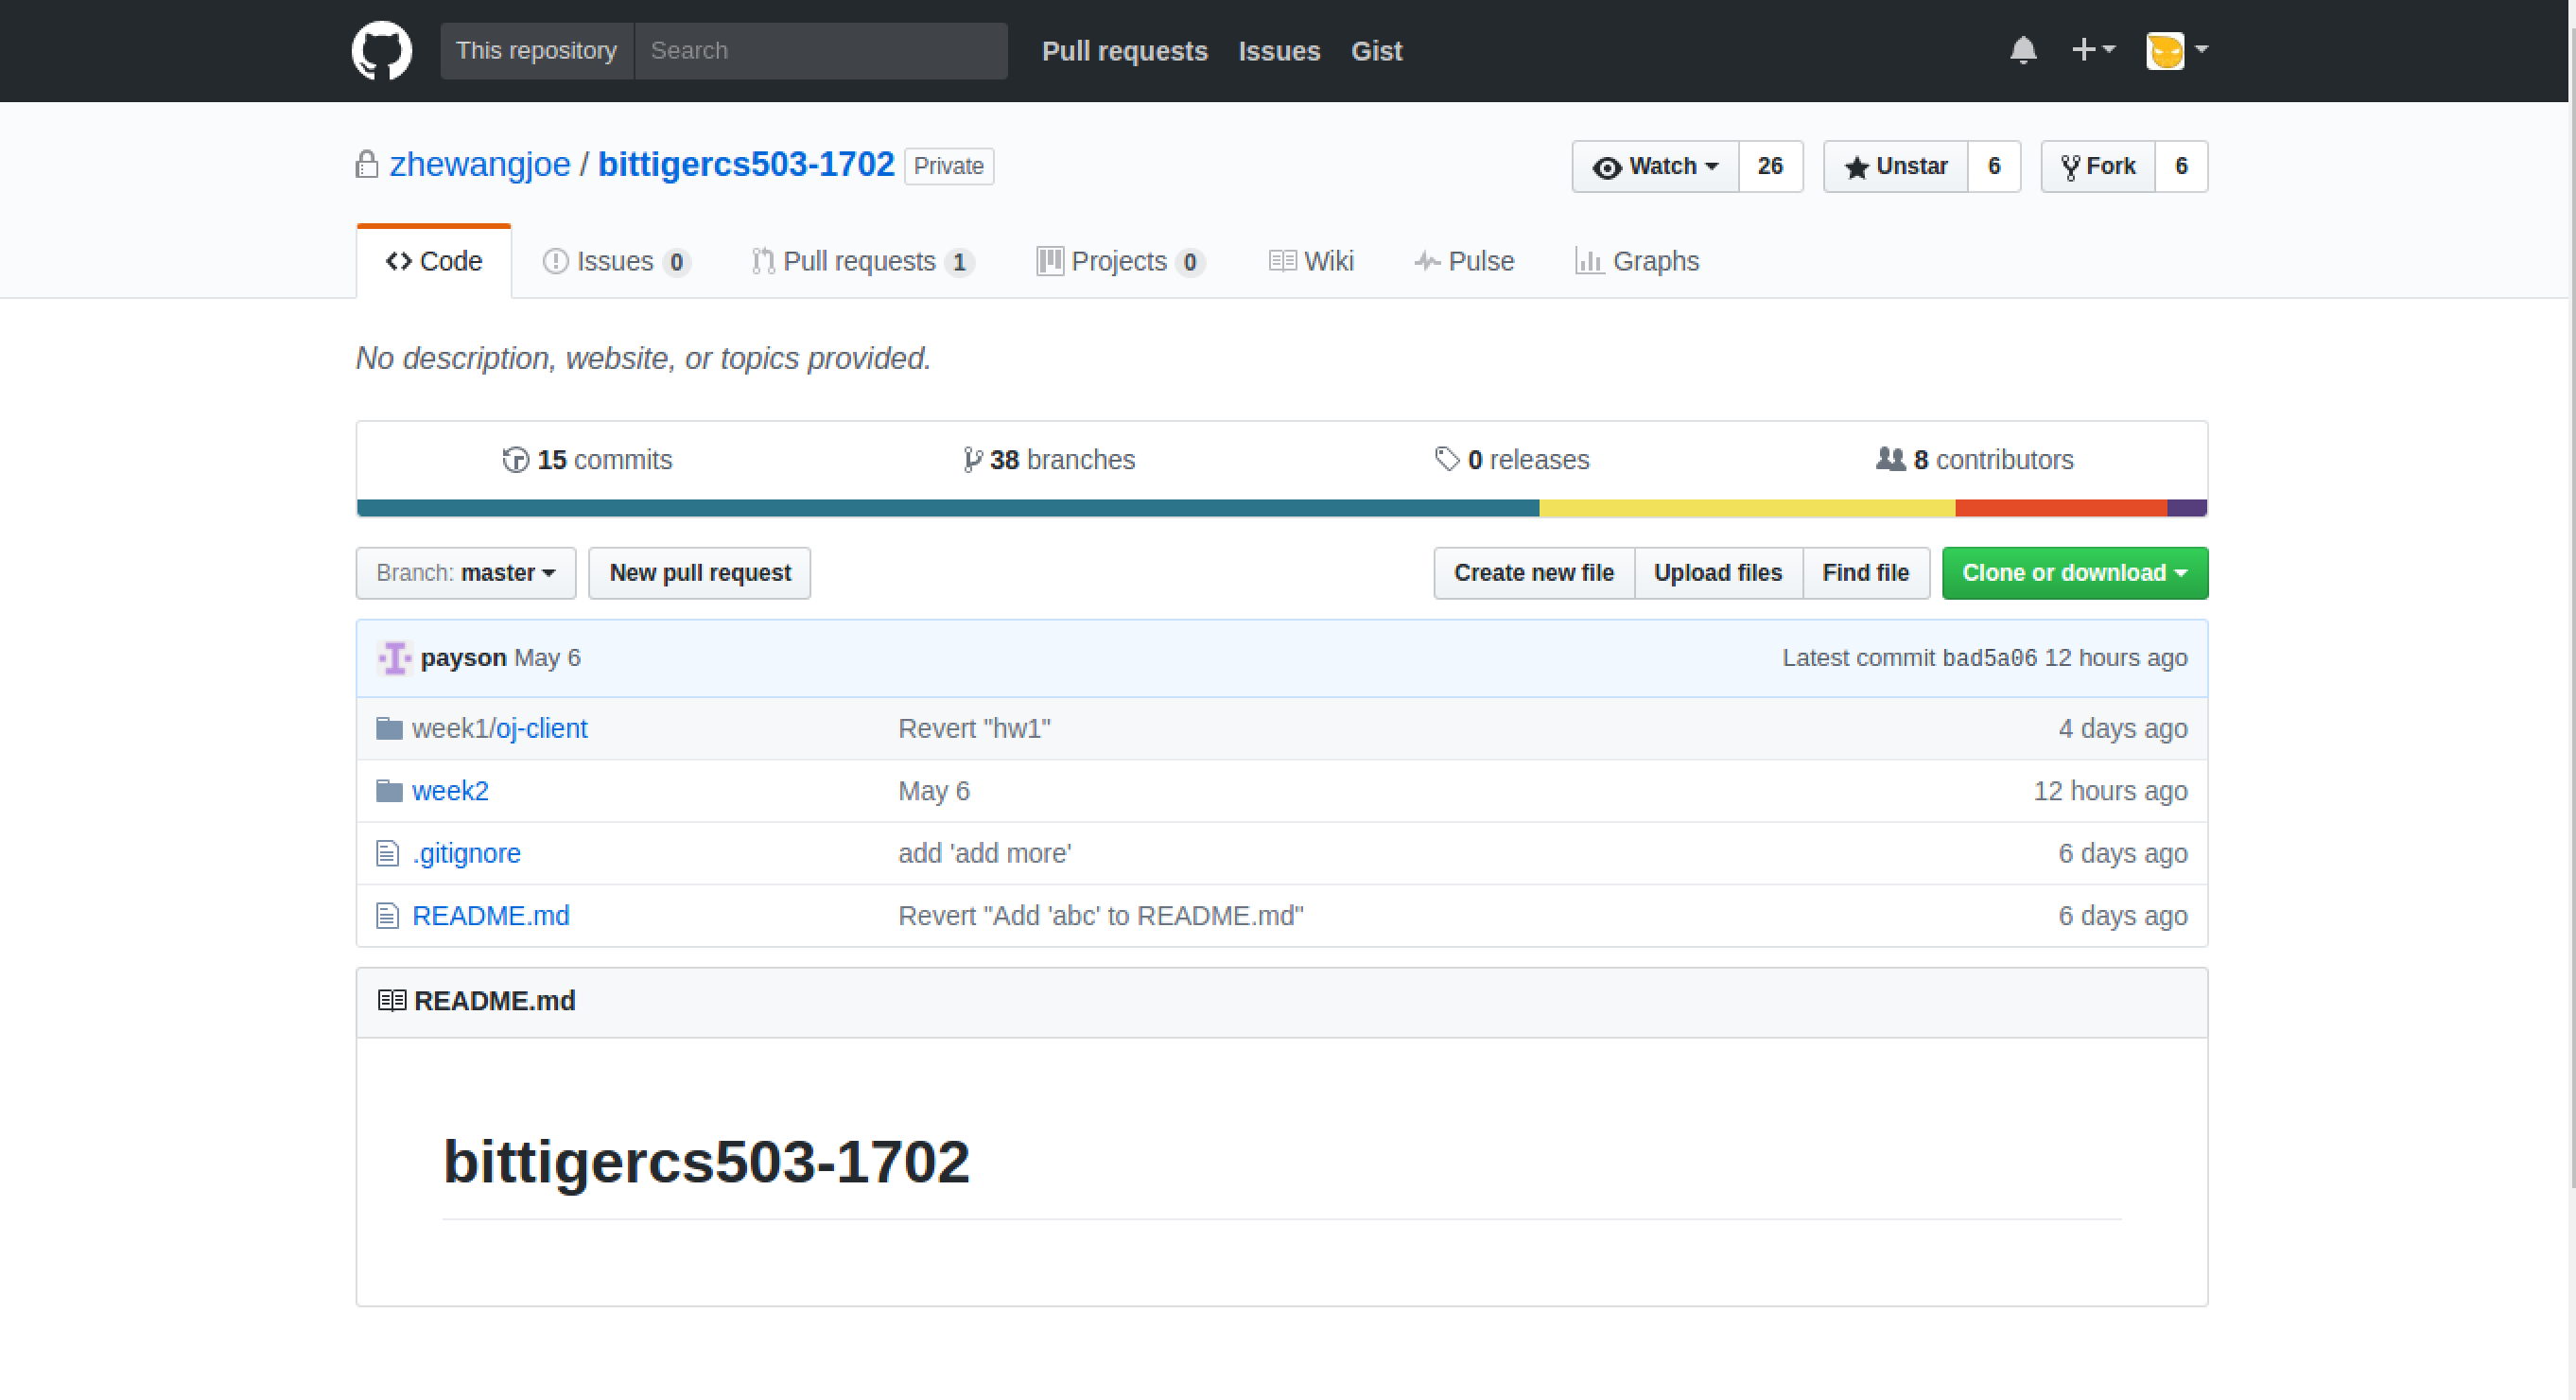 This repository Search Pull requests Issues Gist
zhewangjoe / bittigercs503-1702 Private Watch 26 Unstar 6 Fork 6
Code Issues 0 Pull requests 1 Projects 0 Wiki Pulse Graphs
No description, website, or topics provided.
15 commits 38 branches 0 releases 8 contributors
Branch: master New pull request Create new file Upload files Find file Clone or download
payson May 6 Latest commit bad5a06 12 hours ago
week1/oj-client Revert "hw1" 4 days ago
week2 May 6 12 hours ago
.gitignore add 'add more' 6 days ago
README.md Revert "Add 'abc' to README.md" 6 days ago
README.md
bittigercs503-1702